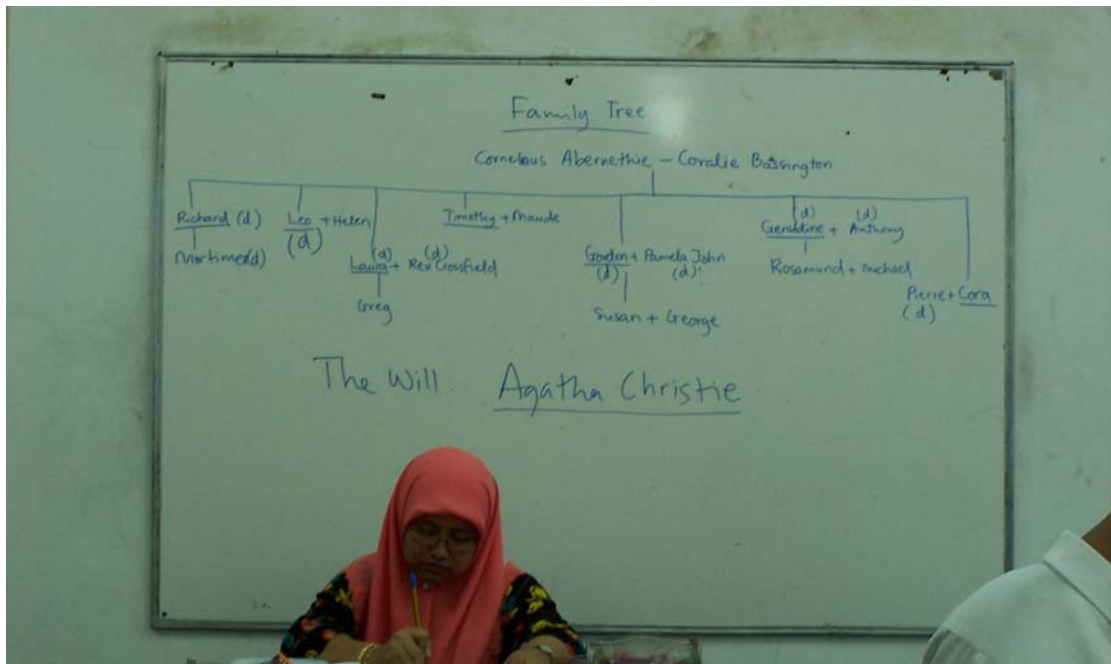 Family Tree
Cornelous Abernethie - Coralie Bassington
Richard (d) Leo + Helen Timothy + Maude (d) (d)
(d) (d) (d) Gordon + Pamela John Geraldine + Anthony
Mortimer(d) Laura + Rex Crossfield (d) (d) Rosamund + Michael
Greg Susan + George Pierre + Cora
(d)
The Will. Agatha Christie